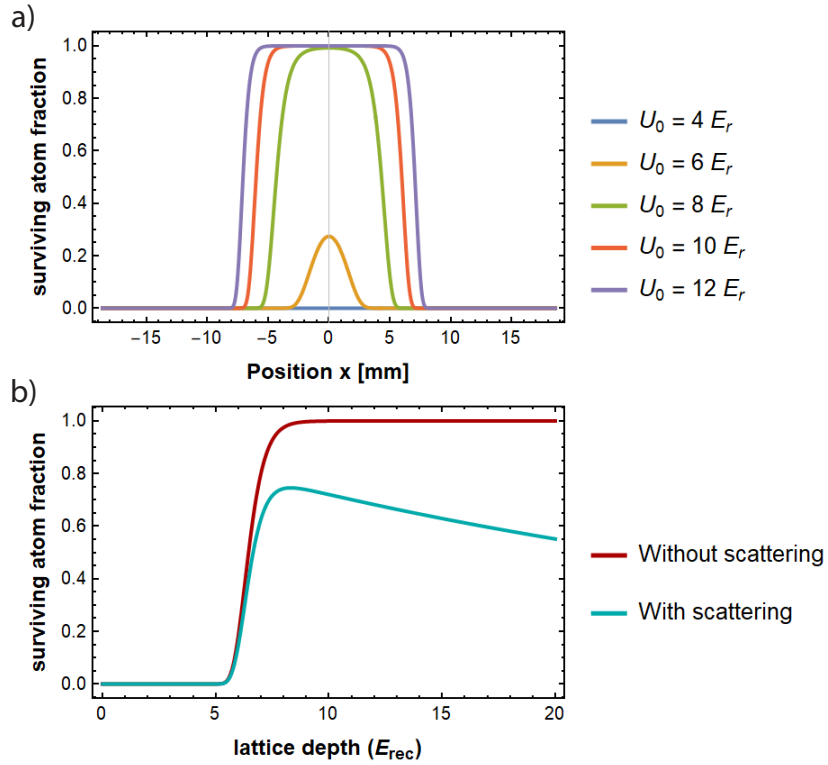 a)
surviving atom fraction
1.0
0.8
0.6
0.4
0.2
0.0
−15 −10 −5 0 5 10 15
Position x [mm]
U0 = 4 Er
U0 = 6 Er
U0 = 8 Er
U0 = 10 Er
U0 = 12 Er
b)
surviving atom fraction
1.0
0.8
0.6
0.4
0.2
0.0
0 5 10 15 20
lattice depth (Erec)
Without scattering
With scattering